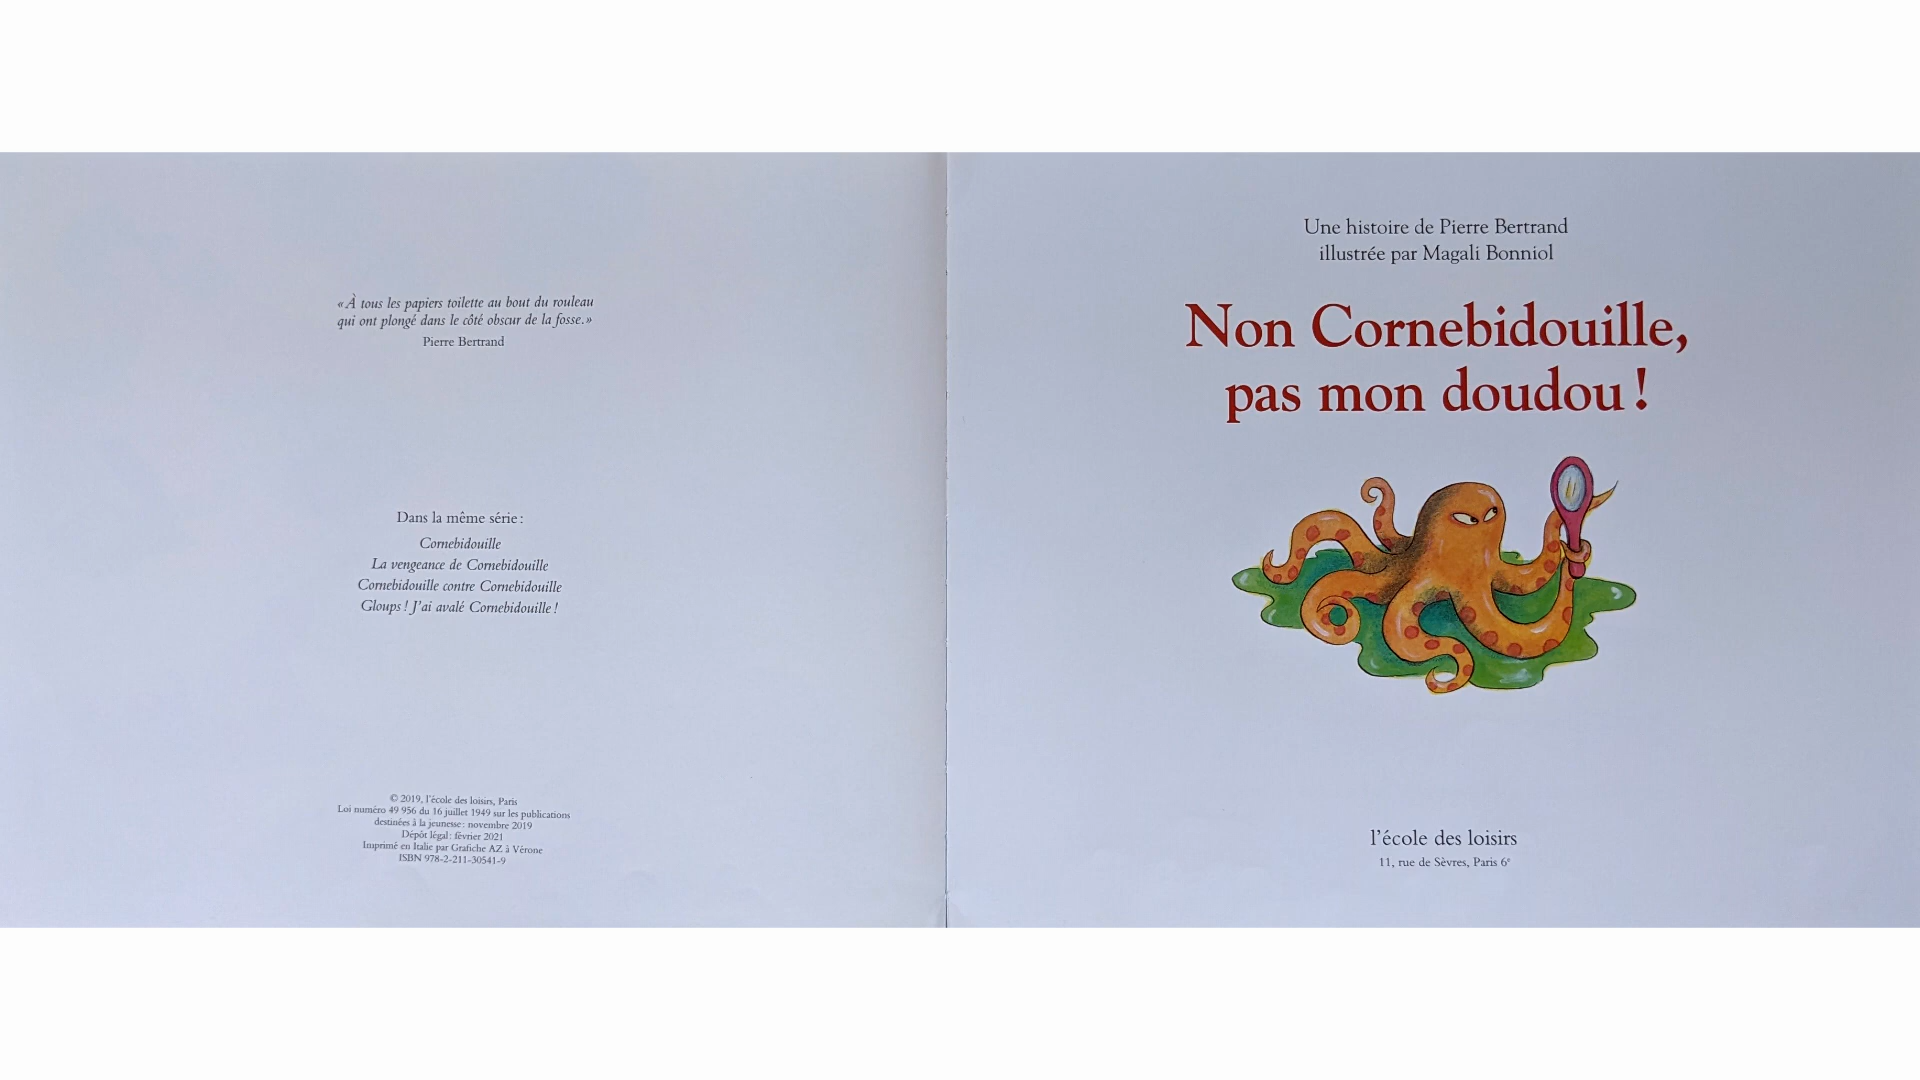 « À tous les papiers toilette au bout du rouleau
qui ont plongé dans le côté obscur de la fosse. »
Pierre Bertrand
Dans la même série :
Cornebidouille
La vengeance de Cornebidouille
Cornebidouille contre Cornebidouille
Gloups ! J'ai avalé Cornebidouille !
© 2019, l'école des loisirs, Paris
Loi numéro 49 956 du 16 juillet 1949 sur les publications
destinées à la jeunesse : novembre 2019
Dépôt légal : février 2021
Imprimé en Italie par Grafiche AZ à Vérone
ISBN 978-2-211-30541-9
Une histoire de Pierre Bertrand
illustrée par Magali Bonniol
Non Cornebidouille,
pas mon doudou !
l'école des loisirs
11, rue de Sèvres, Paris 6e